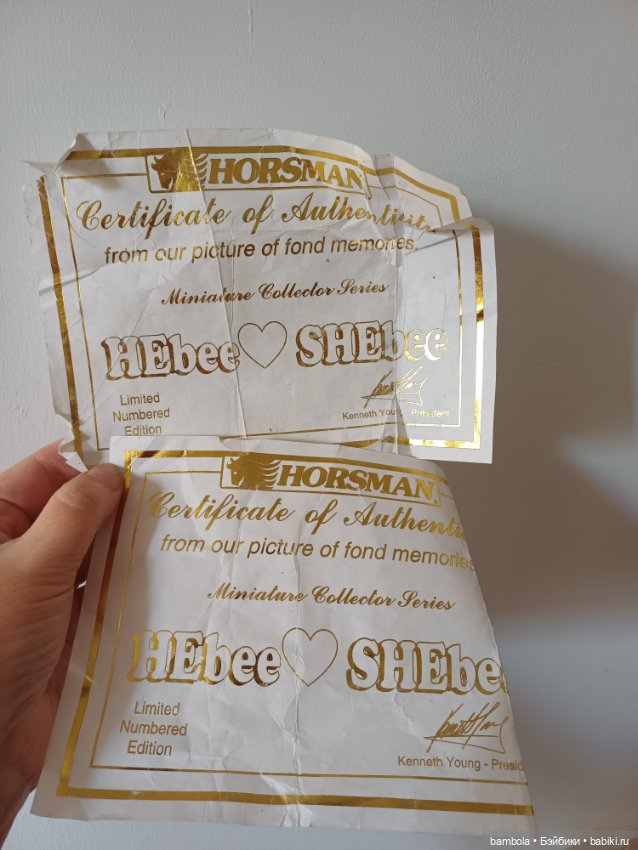 HORSMAN
Certificate of Authenticity
from our picture of fond memories.
Miniature Collector Series
HEbee SHEbee
Limited
Numbered
Edition
Kenneth Young - President
HORSMAN
Certificate of Authenti
from our picture of fond memories
Miniature Collector Series
HEbee SHEbe
Limited
Numbered
Edition
Kenneth Young - Presid
bambola • Бэйбики • babiki.ru